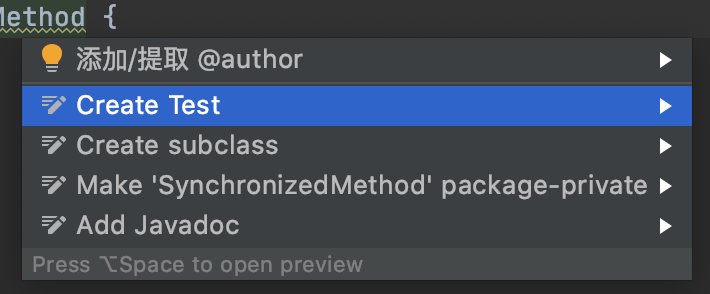 Method {
添加/提取 @author
Create Test
Create subclass
Make 'SynchronizedMethod' package-private
Add Javadoc
Press ⌥Space to open preview